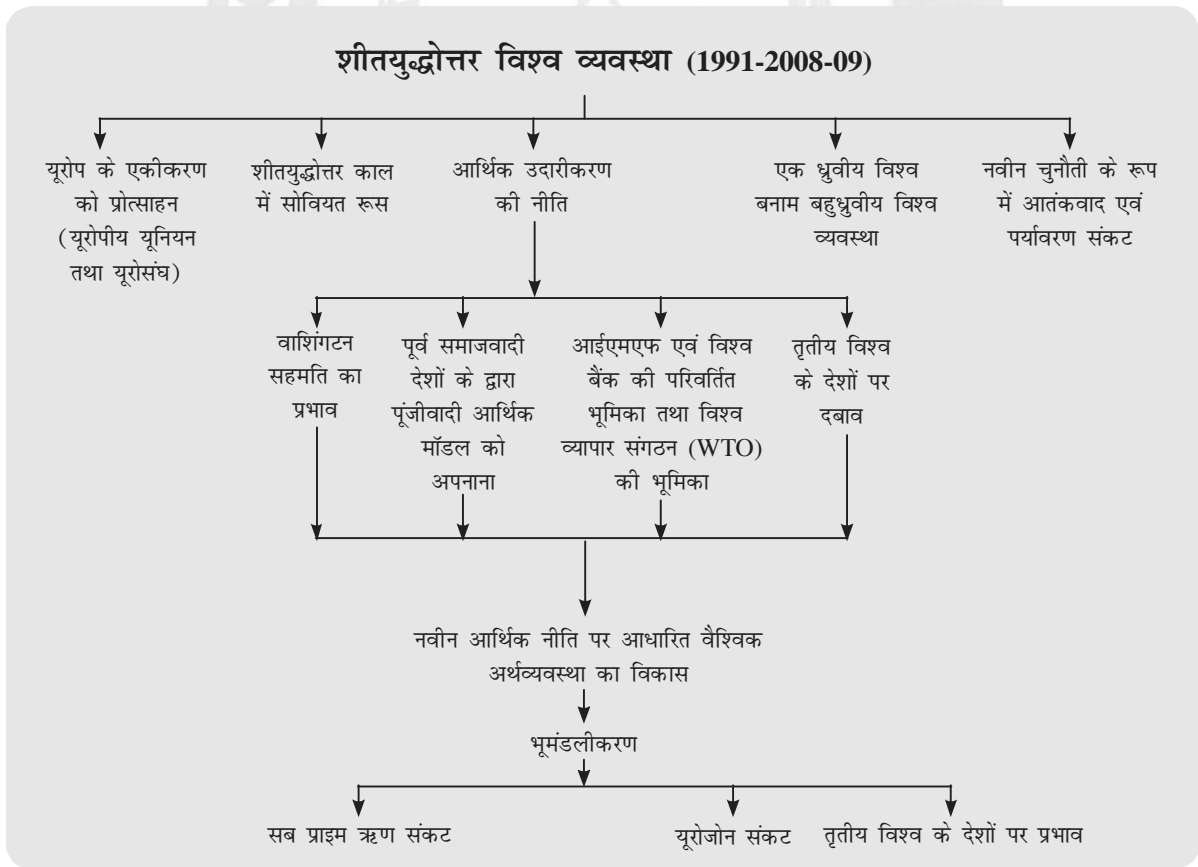 शीतयुद्धोत्तर विश्व व्यवस्था (1991-2008-09)
यूरोप के एकीकरण
को प्रोत्साहन
(यूरोपीय यूनियन
तथा यूरोसंघ)
शीतयुद्धोत्तर काल
में सोवियत रूस
आर्थिक उदारीकरण
की नीति
एक ध्रुवीय विश्व
बनाम बहुध्रुवीय विश्व
व्यवस्था
नवीन चुनौती के रूप
में आतंकवाद एवं
पर्यावरण संकट
वाशिंगटन
सहमति का
प्रभाव
पूर्व समाजवादी
देशों के द्वारा
पूंजीवादी आर्थिक
मॉडल को
अपनाना
आईएमएफ एवं विश्व
बैंक की परिवर्तित
भूमिका तथा विश्व
व्यापार संगठन (WTO)
की भूमिका
तृतीय विश्व
के देशों पर
दबाव
नवीन आर्थिक नीति पर आधारित वैश्विक
अर्थव्यवस्था का विकास
भूमंडलीकरण
सब प्राइम ऋण संकट
यूरोजोन संकट
तृतीय विश्व के देशों पर प्रभाव